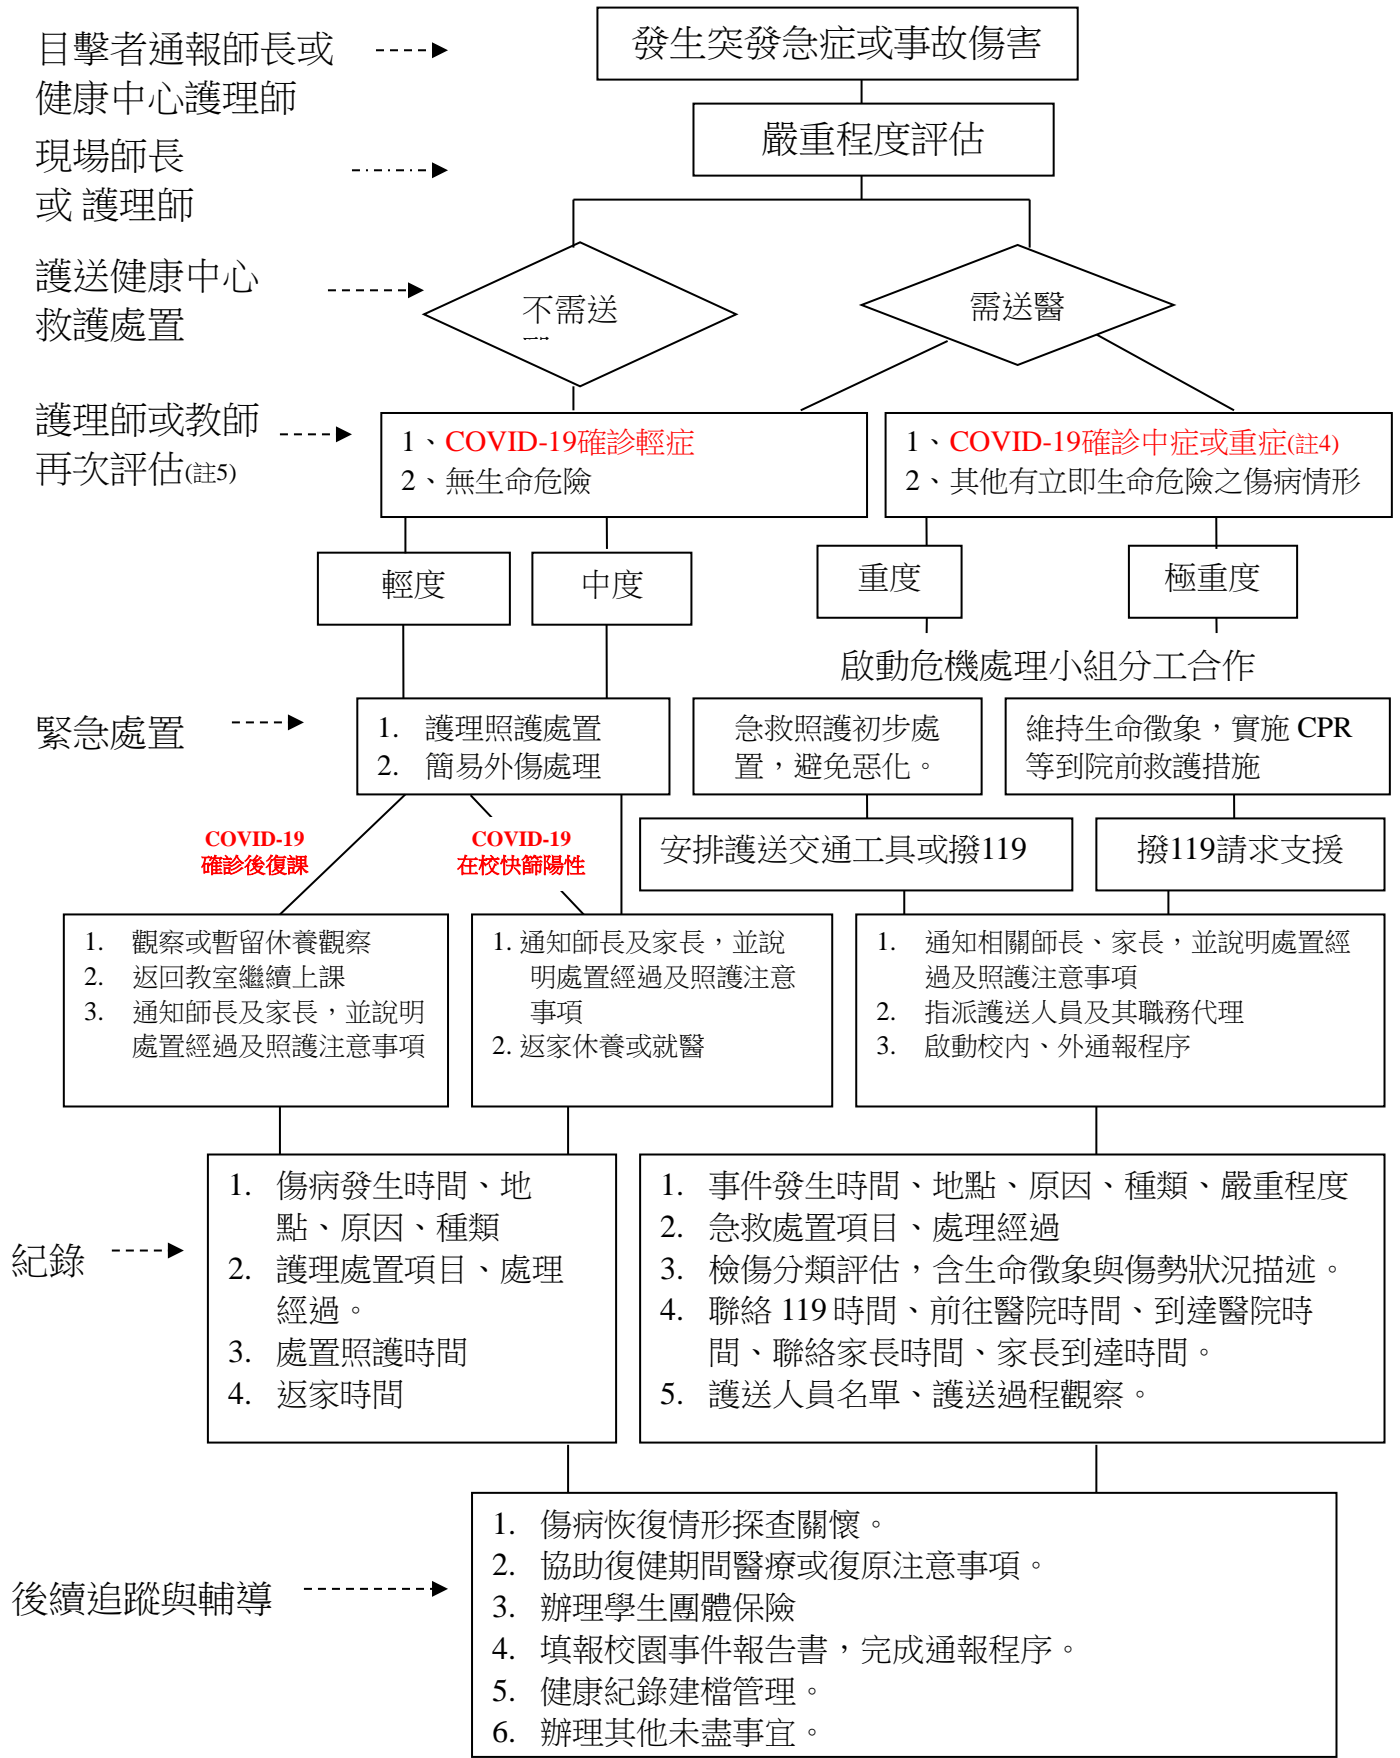 目擊者通報師長或
健康中心護理師
發生突發急症或事故傷害
現場師長
或 護理師
嚴重程度評估
護送健康中心
救護處置
不需送
需送醫
護理師或教師
再次評估(註5)
1、COVID-19確診輕症
2、無生命危險
1、COVID-19確診中症或重症(註4)
2、其他有立即生命危險之傷病情形
輕度
中度
重度
極重度
啟動危機處理小組分工合作
緊急處置
1. 護理照護處置
2. 簡易外傷處理
急救照護初步處
置，避免惡化。
維持生命徵象，實施 CPR
等到院前救護措施
COVID-19
確診後復課
COVID-19
在校快篩陽性
安排護送交通工具或撥119
撥119請求支援
1. 觀察或暫留休養觀察
2. 返回教室繼續上課
3. 通知師長及家長，並說明
處置經過及照護注意事項
1. 通知師長及家長，並說
明處置經過及照護注意
事項
2. 返家休養或就醫
1. 通知相關師長、家長，並說明處置經
過及照護注意事項
2. 指派護送人員及其職務代理
3. 啟動校內、外通報程序
紀錄
1. 傷病發生時間、地
點、原因、種類
2. 護理處置項目、處理
經過。
3. 處置照護時間
4. 返家時間
1. 事件發生時間、地點、原因、種類、嚴重程度
2. 急救處置項目、處理經過
3. 檢傷分類評估，含生命徵象與傷勢狀況描述。
4. 聯絡 119 時間、前往醫院時間、到達醫院時
間、聯絡家長時間、家長到達時間。
5. 護送人員名單、護送過程觀察。
後續追蹤與輔導
1. 傷病恢復情形探查關懷。
2. 協助復健期間醫療或復原注意事項。
3. 辦理學生團體保險
4. 填報校園事件報告書，完成通報程序。
5. 健康紀錄建檔管理。
6. 辦理其他未盡事宜。